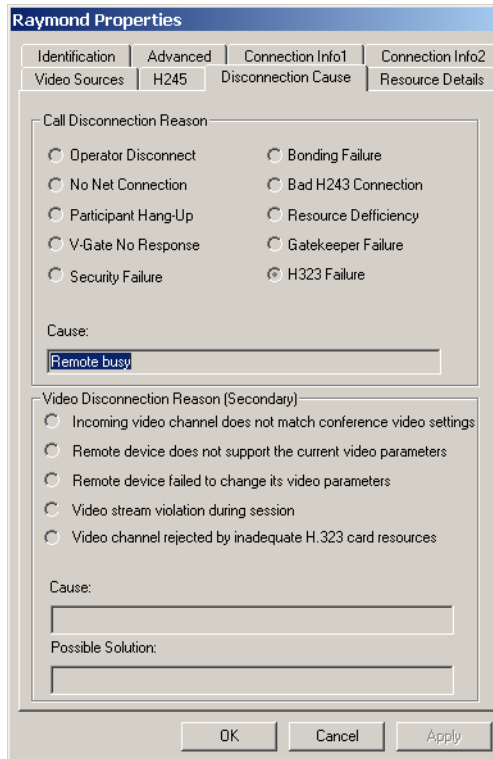 Raymond Properties
Identification Advanced Connection Info1 Connection Info2
Video Sources H245 Disconnection Cause Resource Details
Call Disconnection Reason
Operator Disconnect Bonding Failure
No Net Connection Bad H243 Connection
Participant Hang-Up Resource Defficiency
V-Gate No Response Gatekeeper Failure
Security Failure H323 Failure
Cause:
Remote busy
Video Disconnection Reason (Secondary)
Incoming video channel does not match conference video settings
Remote device does not support the current video parameters
Remote device failed to change its video parameters
Video stream violation during session
Video channel rejected by inadequate H.323 card resources
Cause:
Possible Solution:
OK Cancel Apply